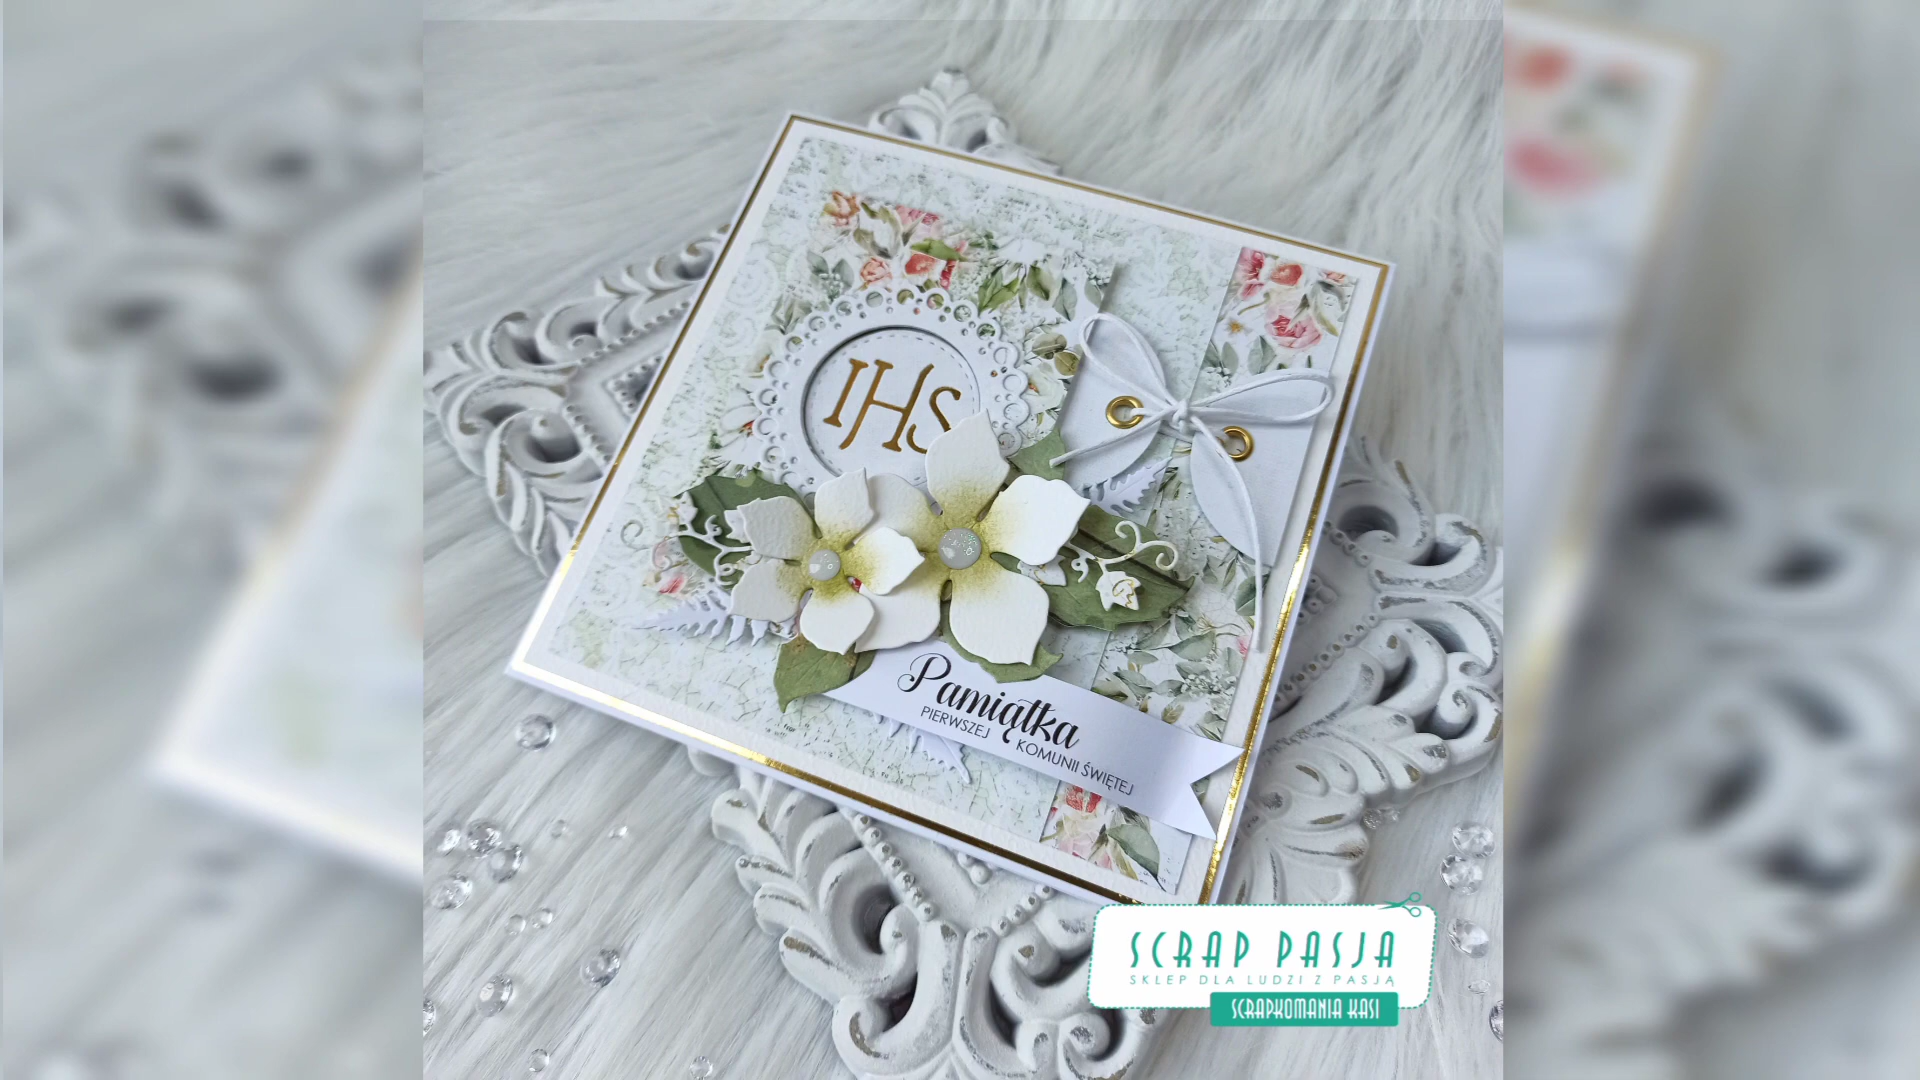 IHS
Pamiątka
PIERWSZEJ KOMUNII ŚWIĘTEJ
SCRAP PASJA
SKLEP DLA LUDZI Z PASJĄ
SCRAPKOMANIA KASI